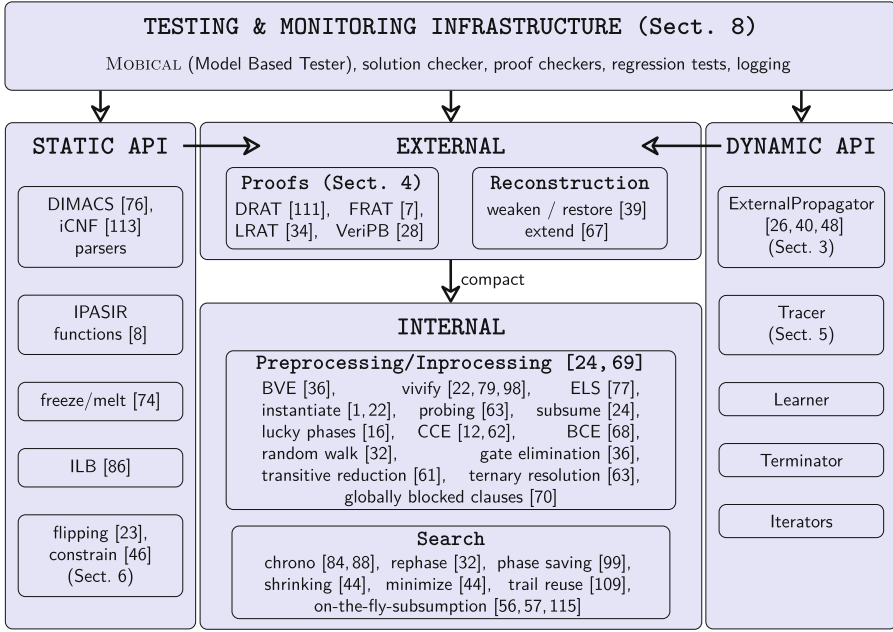 TESTING & MONITORING INFRASTRUCTURE (Sect. 8)
MOBICAL (Model Based Tester), solution checker, proof checkers, regression tests, logging
STATIC API
DIMACS [76],
iCNF [113]
parsers
IPASIR
functions [8]
freeze/melt [74]
ILB [86]
flipping [23],
constrain [46]
(Sect. 6)
EXTERNAL
Proofs (Sect. 4)
DRAT [111], FRAT [7],
LRAT [34], VeriPB [28]
Reconstruction
weaken / restore [39]
extend [67]
compact
INTERNAL
Preprocessing/Inprocessing [24, 69]
BVE [36], vivify [22, 79, 98], ELS [77],
instantiate [1, 22], probing [63], subsume [24],
lucky phases [16], CCE [12, 62], BCE [68],
random walk [32], gate elimination [36],
transitive reduction [61], ternary resolution [63],
globally blocked clauses [70]
Search
chrono [84, 88], rephase [32], phase saving [99],
shrinking [44], minimize [44], trail reuse [109],
on-the-fly-subsumption [56, 57, 115]
DYNAMIC API
ExternalPropagator
[26, 40, 48]
(Sect. 3)
Tracer
(Sect. 5)
Learner
Terminator
Iterators